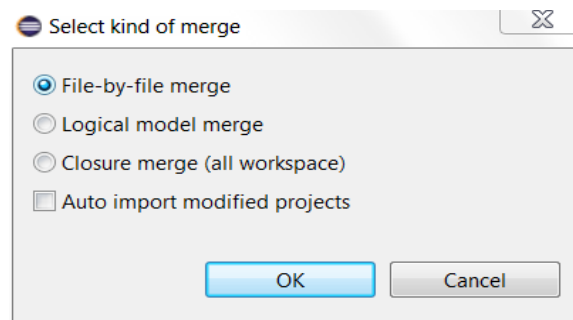 Select kind of merge
File-by-file merge
Logical model merge
Closure merge (all workspace)
Auto import modified projects
OK Cancel